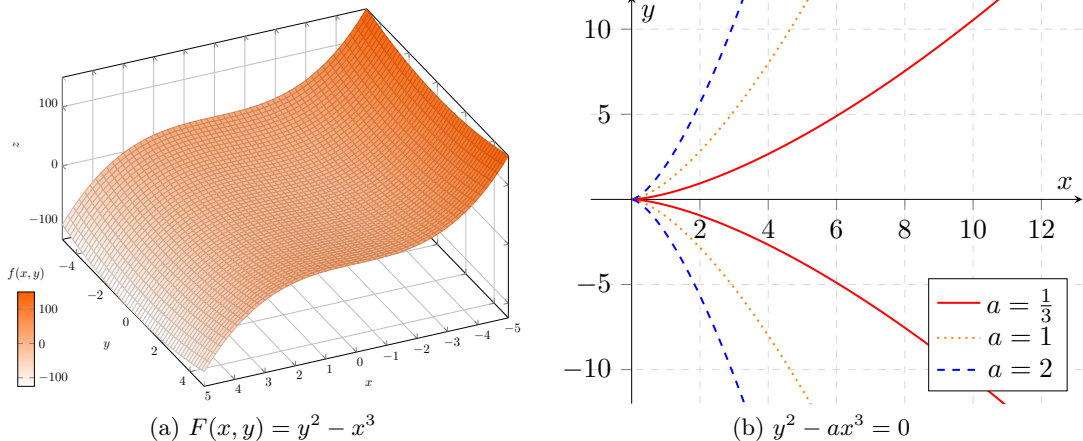 100
0
−100
z
−4
−2
0
2
4
y
5
4
3
2
1
0
-1
-2
-3
-4
-5
x
f(x, y)
100
0
−100
(a) F(x, y) = y² − x³
y
x
10
5
−5
−10
2
4
6
8
10
12
a = 1/3
a = 1
a = 2
(b) y² − ax³ = 0